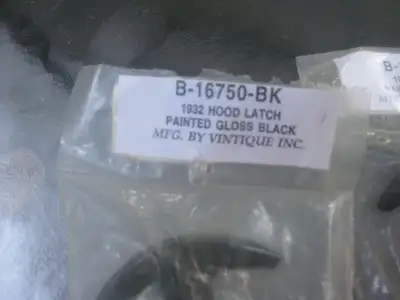 B-16750-BK
1932 HOOD LATCH
PAINTED GLOSS BLACK
MFG. BY VINTIQUE INC.
B-